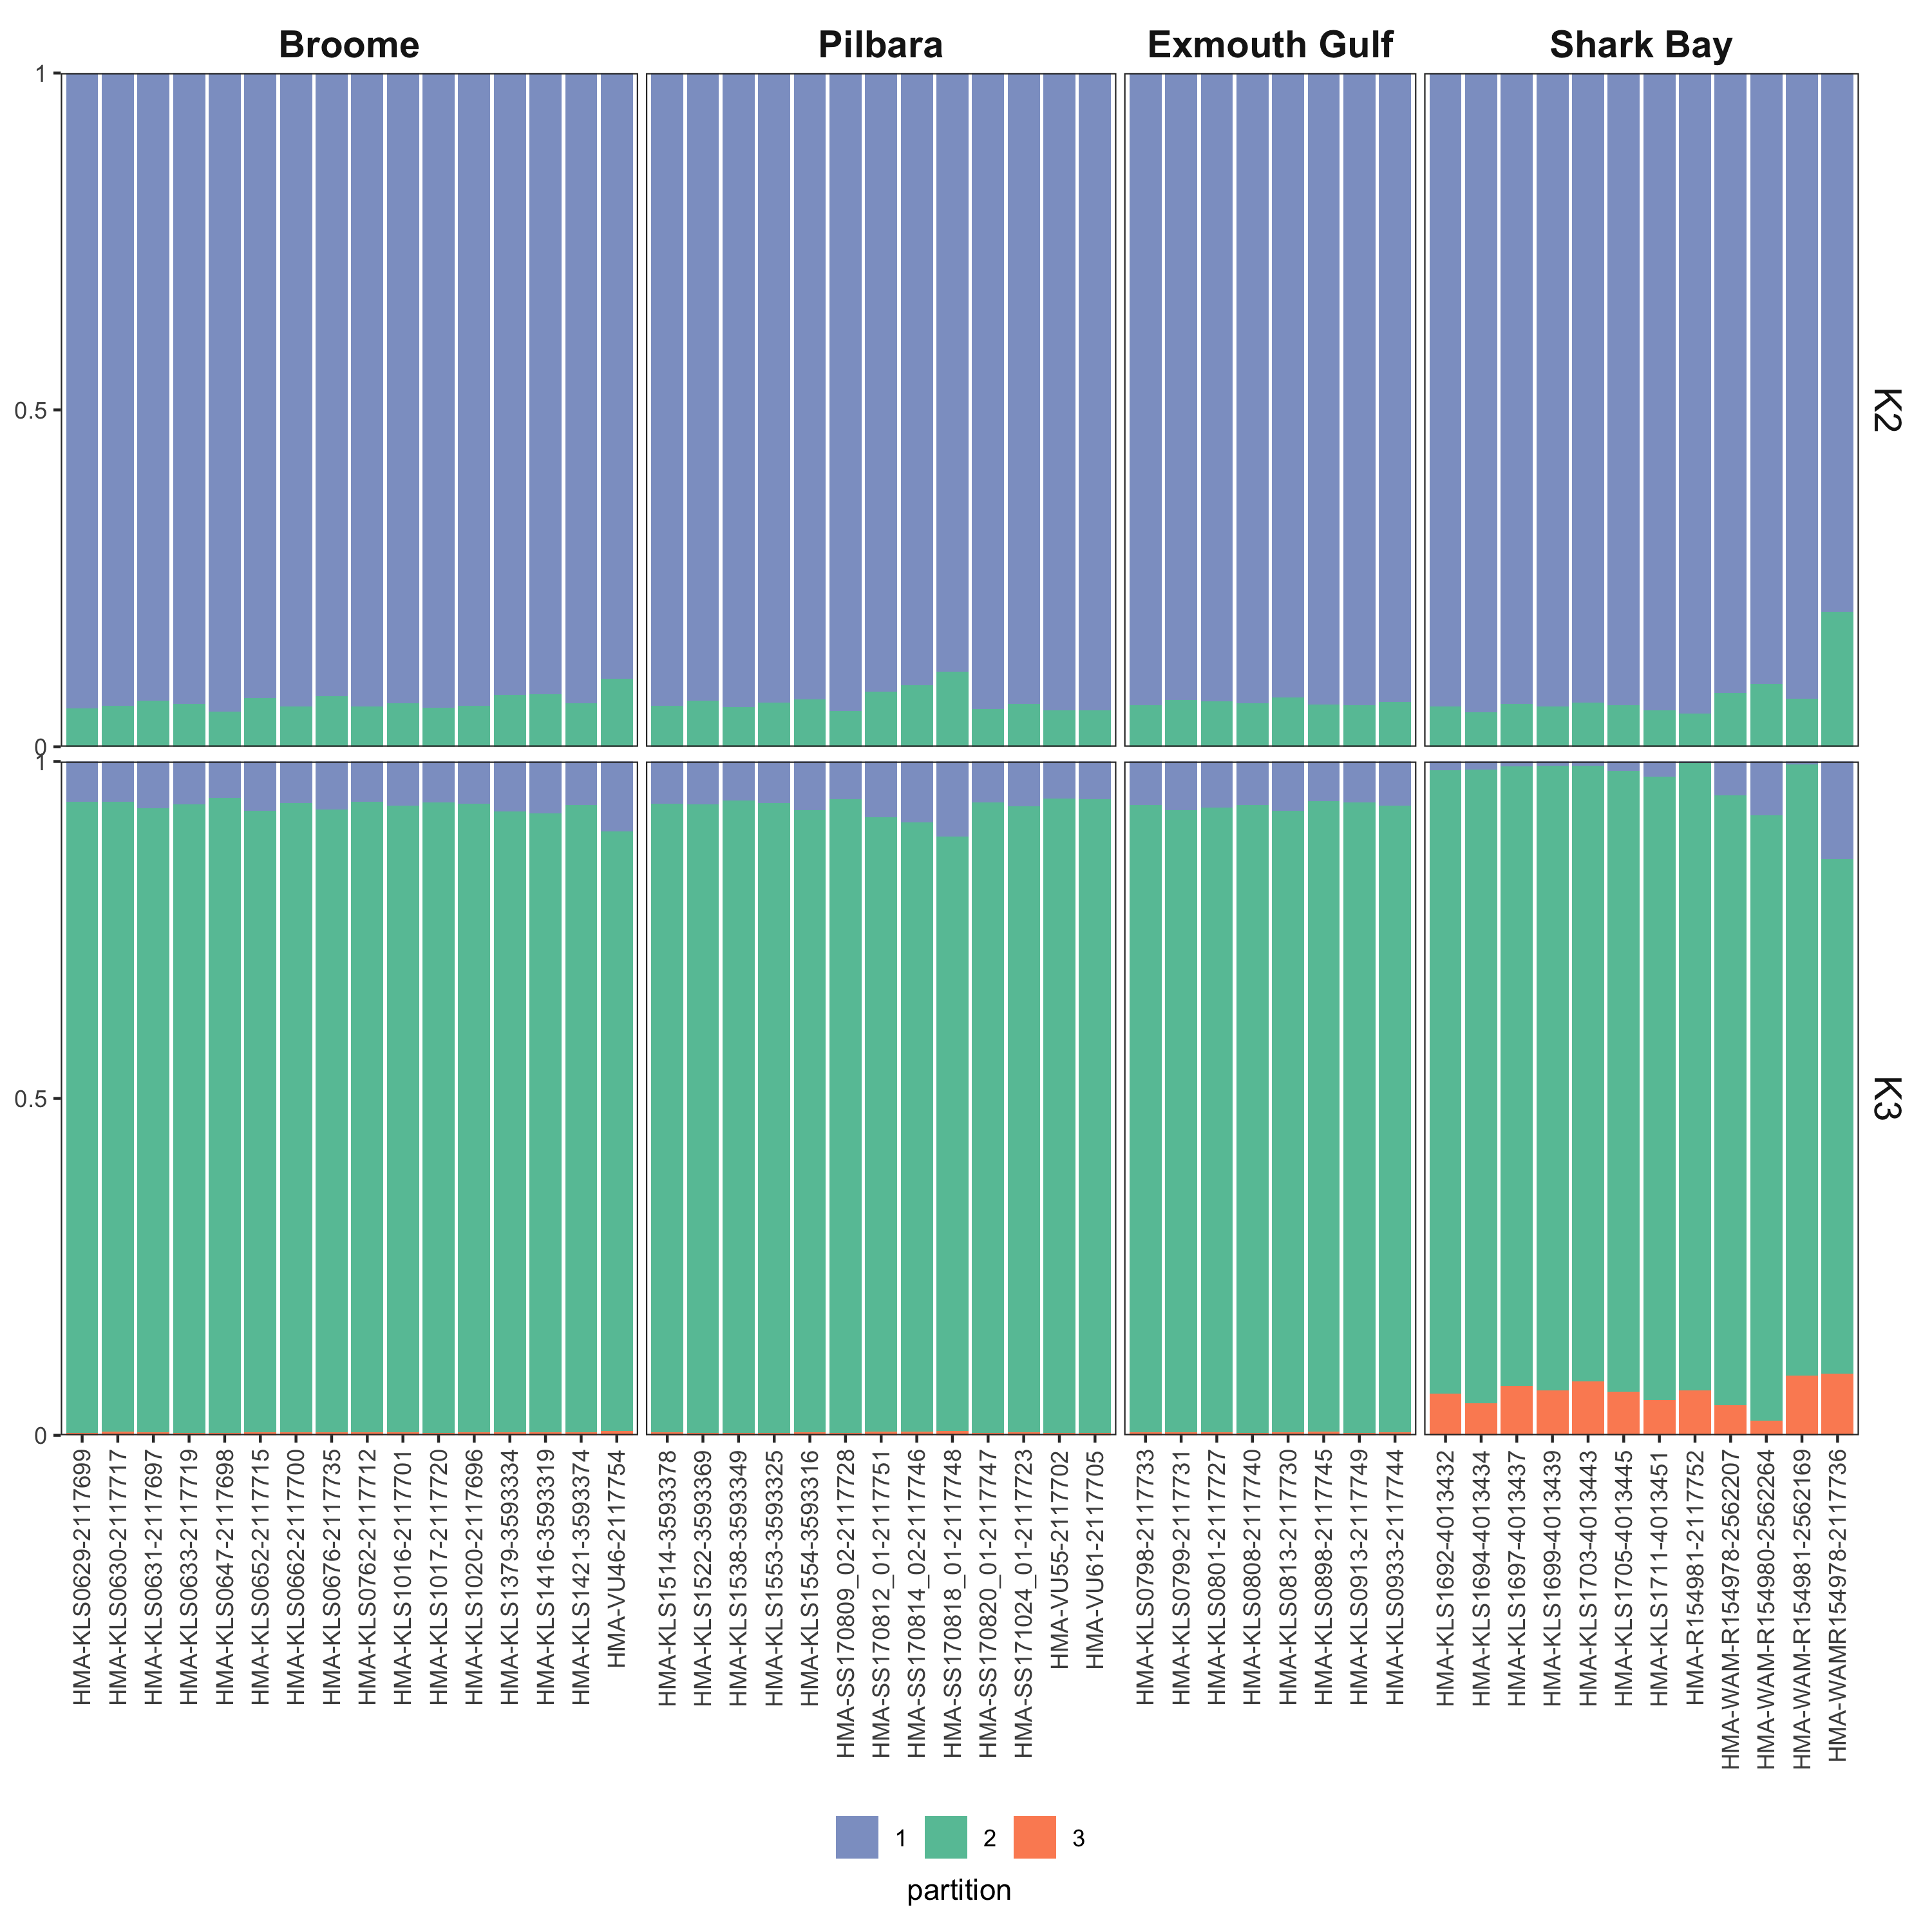 Broome Pilbara Exmouth Gulf Shark Bay
1
0.5
0
K2
1
0.5
0
K3
HMA-KLS0629-2117699
HMA-KLS0630-2117717
HMA-KLS0631-2117697
HMA-KLS0633-2117719
HMA-KLS0647-2117698
HMA-KLS0652-2117715
HMA-KLS0662-2117700
HMA-KLS0676-2117735
HMA-KLS0762-2117712
HMA-KLS1016-2117701
HMA-KLS1017-2117720
HMA-KLS1020-2117696
HMA-KLS1379-3593334
HMA-KLS1416-3593319
HMA-KLS1421-3593374
HMA-VU46-2117754
HMA-KLS1514-3593378
HMA-KLS1522-3593369
HMA-KLS1538-3593349
HMA-KLS1553-3593325
HMA-KLS1554-3593316
HMA-SS170809_02-2117728
HMA-SS170812_01-2117751
HMA-SS170814_02-2117746
HMA-SS170818_01-2117748
HMA-SS170820_01-2117747
HMA-SS171024_01-2117723
HMA-VU55-2117702
HMA-VU61-2117705
HMA-KLS0798-2117733
HMA-KLS0799-2117731
HMA-KLS0801-2117727
HMA-KLS0808-2117740
HMA-KLS0813-2117730
HMA-KLS0898-2117745
HMA-KLS0913-2117749
HMA-KLS0933-2117744
HMA-KLS1692-4013432
HMA-KLS1694-4013434
HMA-KLS1697-4013437
HMA-KLS1699-4013439
HMA-KLS1703-4013443
HMA-KLS1705-4013445
HMA-KLS1711-4013451
HMA-R154981-2117752
HMA-WAM-R154978-2562207
HMA-WAM-R154980-2562264
HMA-WAM-R154981-2562169
HMA-WAMR154978-2117736
1 2 3
partition